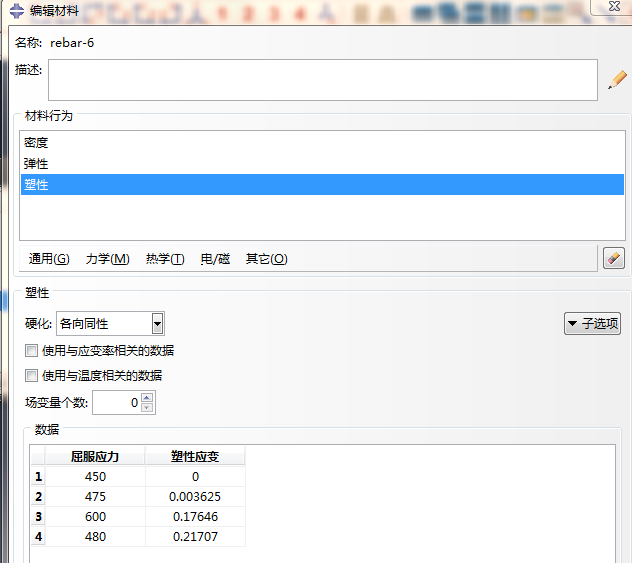 编辑材料
1 2 3 4
名称: rebar-6
描述:
材料行为
密度
弹性
塑性
通用(G) 力学(M) 热学(T) 电/磁 其它(O)
塑性
硬化: 各向同性 子选项
使用与应变率相关的数据
使用与温度相关的数据
场变量个数: 0
数据
屈服应力 塑性应变
1 450 0
2 475 0.003625
3 600 0.17646
4 480 0.21707